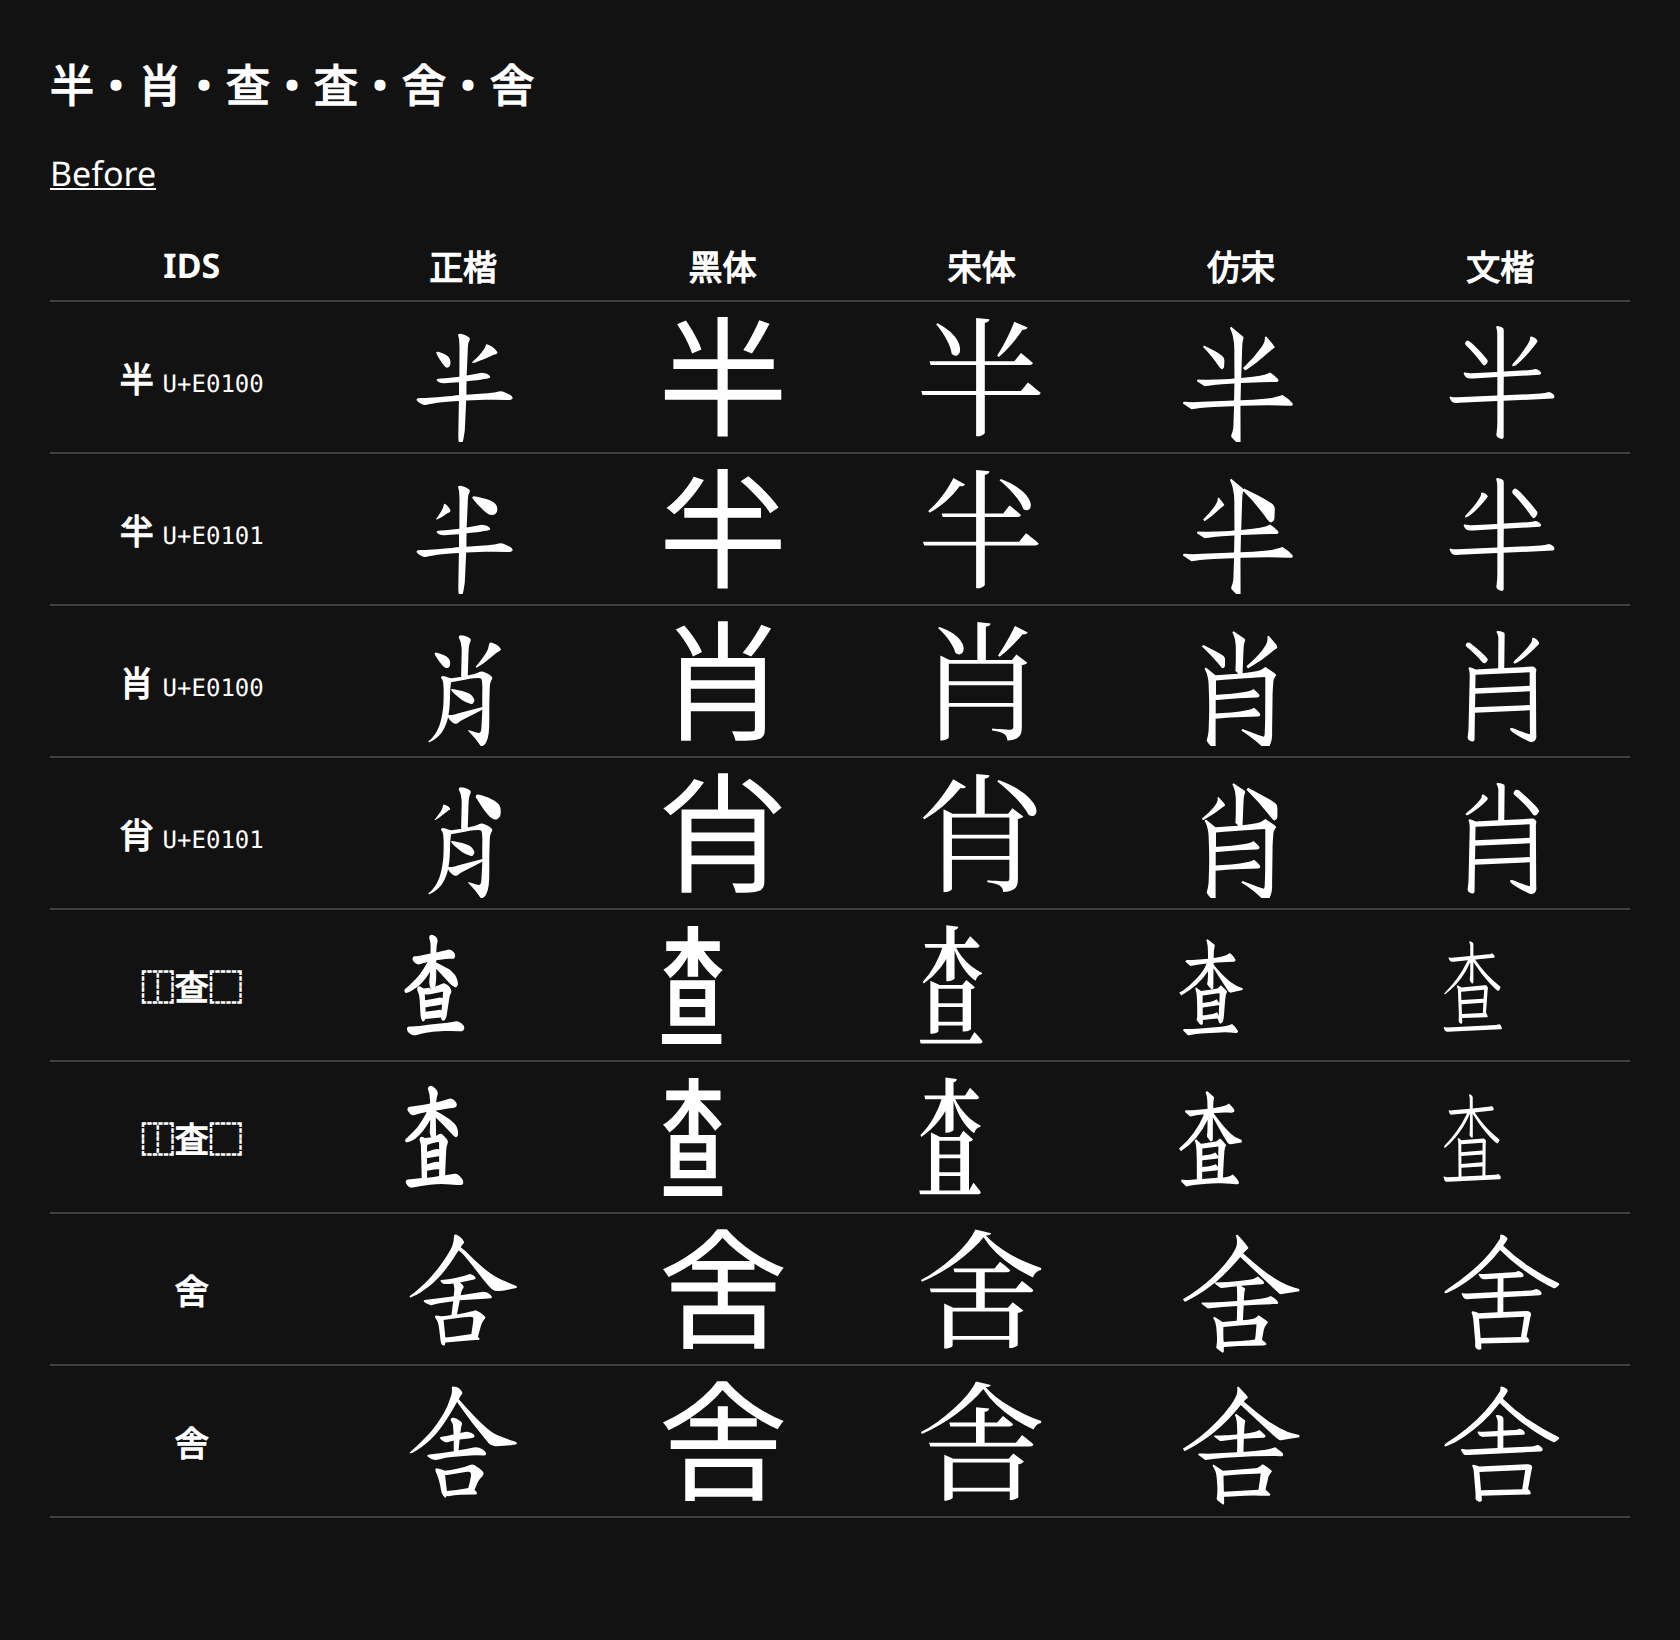 半・肖・查・査・舍・舎
Before
IDS 正楷 黑体 宋体 仿宋 文楷
半 U+E0100 半 半 半 半 半
半 U+E0101 半 半 半 半 半
肖 U+E0100 肖 肖 肖 肖 肖
肖 U+E0101 肖 肖 肖 肖 肖
⿰查⬚ 查 查 查 查 查
⿰査⬚ 査 査 査 査 査
舍 舍 舍 舍 舍 舍
舎 舎 舎 舎 舎 舎